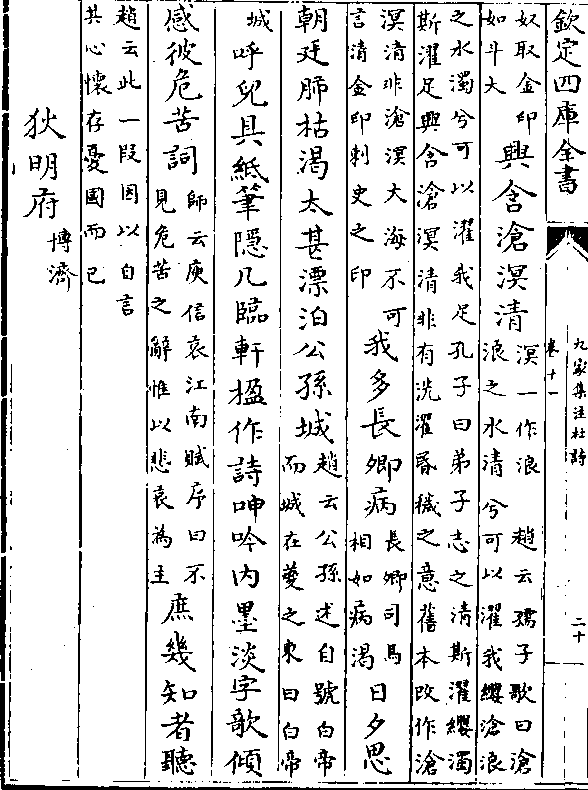 欽定四庫全書
九家集注杜詩
卷十一
二十
奴取金印
如斗大
興含滄溟清
溟一作浪　趙云孺子歌曰滄
浪之水清兮可以濯我纓滄浪
之水濁兮可以濯我足孔子曰弟子志之清斯濯纓濁
斯濯足興含滄溟清非有洗濯昏穢之意舊本改作滄
溟清非滄溟大海不可
言清金印刺史之印
我多長卿病
長卿司馬
相如病渴
日夕思
朝廷肺枯渴太甚漂泊公孫城
趙云公孫述自號白帝
而城在夔之東曰白帝
城
呼兒具紙筆隱几臨軒楹作詩呻吟内墨淡字欹傾
感彼危苦詞
師云庾信哀江南賦序曰不
見危苦之辭惟以悲哀為主
庶幾知者聽
趙云此一段因以自言
其心懷存憂國而已
狄明府
博濟